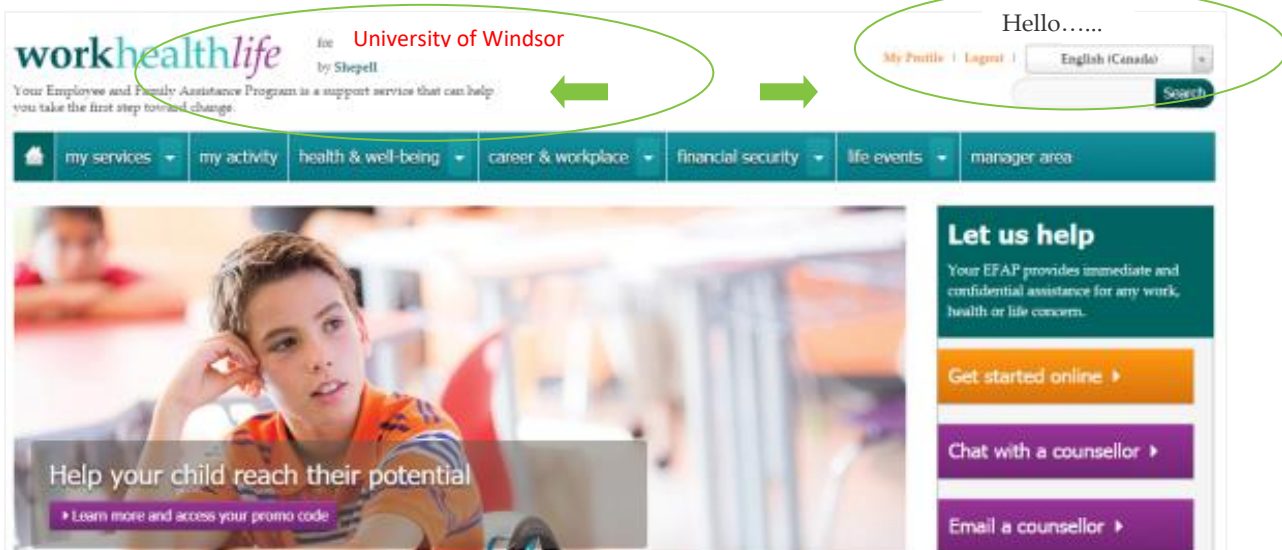 Hello…...
workhealthlife
for University of Windsor
by Shepell
My Profile | Logout | English (Canada)
Your Employee and Family Assistance Program is a support service that can help
you take the first step toward change.
Search
my services my activity health & well-being career & workplace financial security life events manager area
Let us help
Your EFAP provides immediate and
confidential assistance for any work,
health or life concern.
Get started online
Chat with a counsellor
Email a counsellor
Help your child reach their potential
Learn more and access your promo code